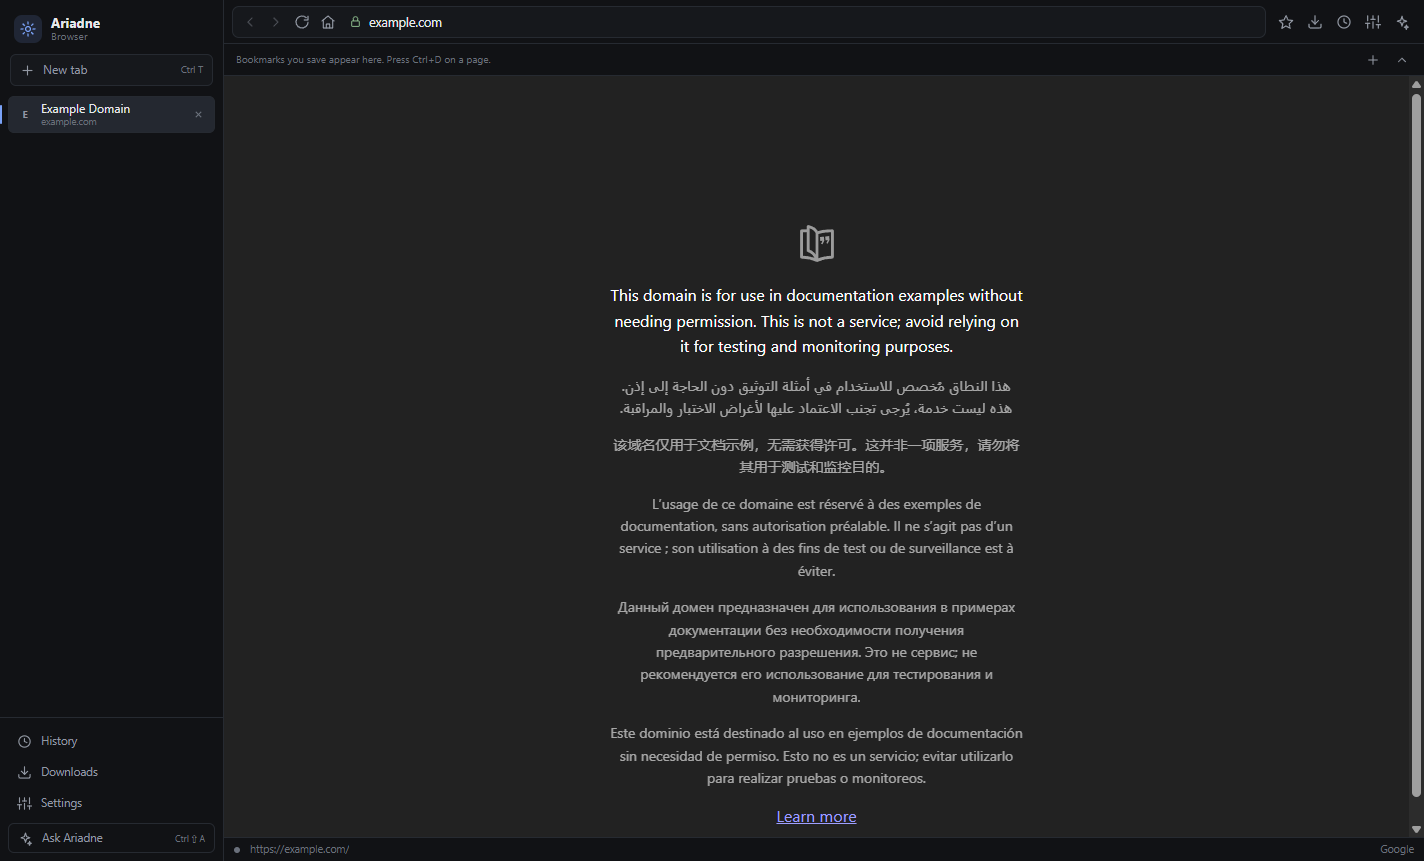 Ariadne
Browser
New tab
Ctrl T
E
Example Domain
example.com
History
Downloads
Settings
Ask Ariadne
Ctrl ⇧ A
example.com
Bookmarks you save appear here. Press Ctrl+D on a page.
This domain is for use in documentation examples without
needing permission. This is not a service; avoid relying on
it for testing and monitoring purposes.
هذا النطاق مُخصص للاستخدام في أمثلة التوثيق دون الحاجة إلى إذن.
هذه ليست خدمة، يُرجى تجنب الاعتماد عليها لأغراض الاختبار والمراقبة.
该域名仅用于文档示例，无需获得许可。这并非一项服务，请勿将
其用于测试和监控目的。
L’usage de ce domaine est réservé à des exemples de
documentation, sans autorisation préalable. Il ne s’agit pas d’un
service ; son utilisation à des fins de test ou de surveillance est à
éviter.
Данный домен предназначен для использования в примерах
документации без необходимости получения
предварительного разрешения. Это не сервис; не
рекомендуется его использование для тестирования и
мониторинга.
Este dominio está destinado al uso en ejemplos de documentación
sin necesidad de permiso. Esto no es un servicio; evitar utilizarlo
para realizar pruebas o monitoreos.
Learn more
https://example.com/
Google